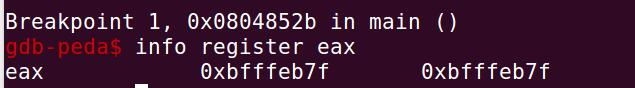 Breakpoint 1, 0x0804852b in main ()
gdb-peda$ info register eax
eax            0xbfffeb7f       0xbfffeb7f